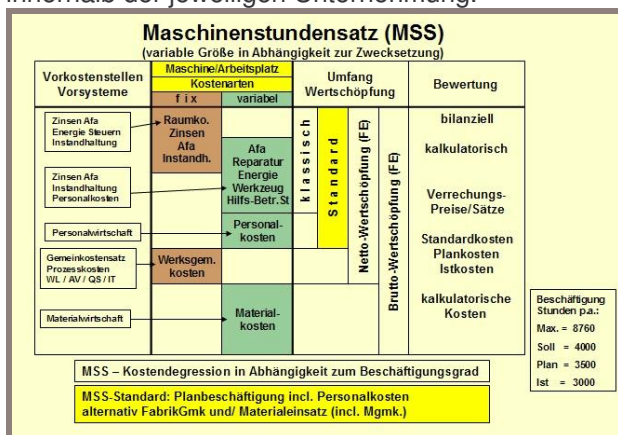 innerhalb der jeweiligen Unternehmung.
Maschinenstundensatz (MSS)
(variable Größe in Abhängigkeit zur Zwecksetzung)
Vorkostenstellen
Vorsysteme
Maschine/Arbeitsplatz
Kostenarten
fix
variabel
Umfang
Wertschöpfung
Bewertung
Zinsen Afa
Energie Steuern
Instandhaltung
Zinsen Afa
Instandhaltung
Personalkosten
Personalwirtschaft
Gemeinkostensatz
Prozesskosten
WL / AV / QS / IT
Materialwirtschaft
Raumko.
Zinsen
Afa
Instandh.
Werksgem.
kosten
Afa
Reparatur
Energie
Werkzeug
Hilfs-Betr.St
Personal-
kosten
Material-
kosten
klassisch
Standard
Netto-Wertschöpfung (FE)
Brutto-Wertschöpfung (FE)
bilanziell
kalkulatorisch
Verrechungs-
Preise/Sätze
Standardkosten
Plankosten
Istkosten
kalkulatorische
Kosten
Beschäftigung
Stunden p.a.:
Max. = 8760
Soll = 4000
Plan = 3500
Ist = 3000
MSS – Kostendegression in Abhängigkeit zum Beschäftigungsgrad
MSS-Standard: Planbeschäftigung incl. Personalkosten
alternativ FabrikGmk und/ Materialeinsatz (incl. Mgmk.)